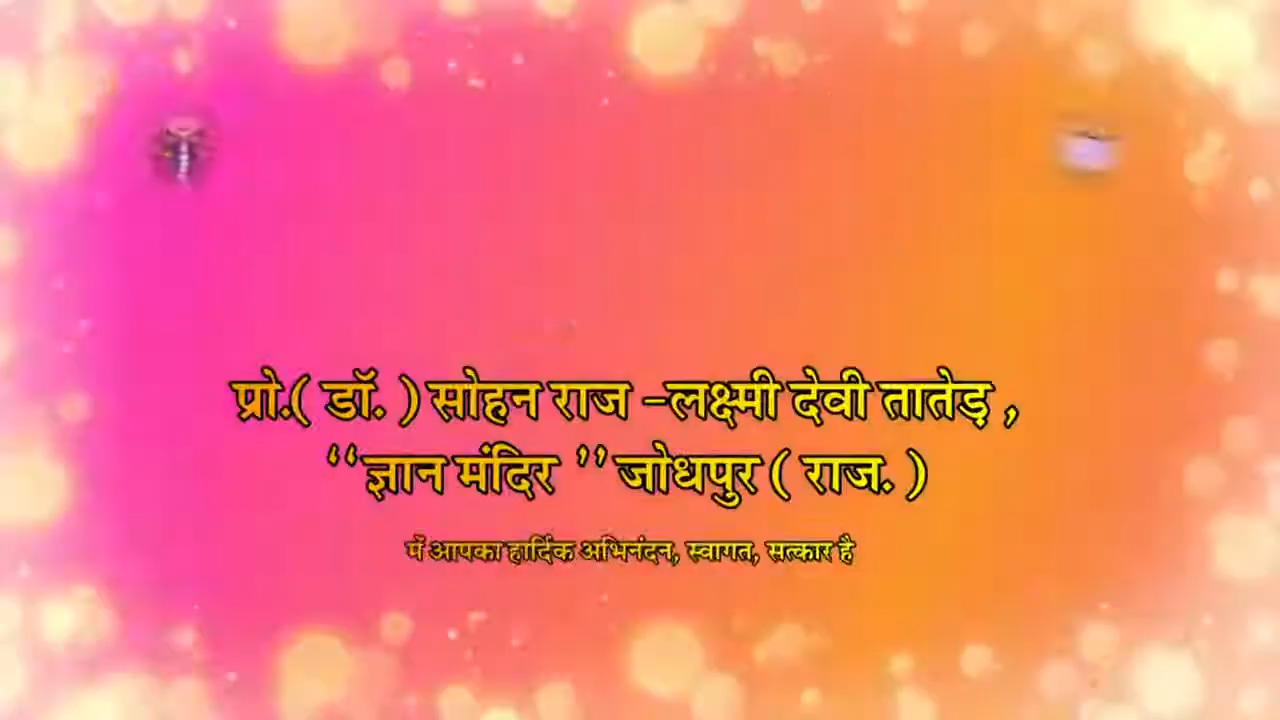 प्रो.( डॉ. ) सोहन राज -लक्ष्मी देवी तातेड़ ,
‘‘ज्ञान मंदिर ’’ जोधपुर ( राज. )
में आपका हार्दिक अभिनंदन, स्वागत, सत्कार है